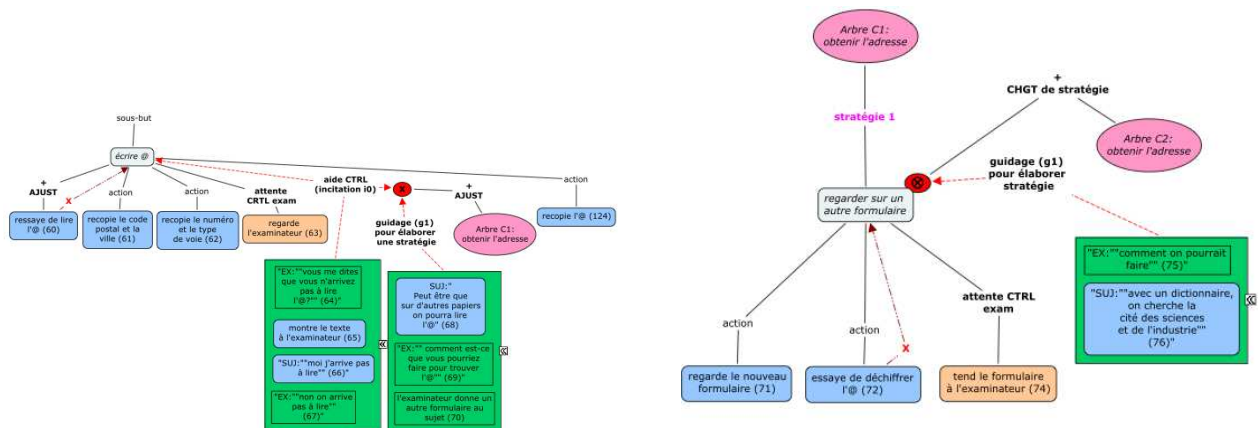 sous-but
écrire @
+
AJUST
action
action
attente
CRTL exam
aide CTRL
(incitation i0)
X
X
+
AJUST
action
ressaye de lire
l'@ (60)
recopie le code
postal et la
ville (61)
recopie le numéro
et le type
de voie (62)
regarde
l'examinateur (63)
guidage (g1)
pour élaborer
une stratégie
Arbre C1:
obtenir l'adresse
recopie l'@ (124)
"EX:""vous me dites
que vous n'arrivez
pas à lire
l'@?"" (64)"
montre le texte
à l'examinateur (65)
"SUJ:""moi j'arrive pas
à lire"" (66)"
"EX:""non on arrive
pas à lire""
(67)"
SUJ:"
Peut être que
sur d'autres papiers
on pourra lire
l'@" (68)
"EX:"" comment est-ce
que vous pourriez
faire pour trouver
l'@"" (69)"
l'examinateur donne un
autre formulaire au
sujet (70)
Arbre C1:
obtenir l'adresse
+
CHGT de stratégie
stratégie 1
Arbre C2:
obtenir l'adresse
guidage (g1)
pour élaborer
stratégie
regarder sur un
autre formulaire
"EX:""comment on pourrait
faire"" (75)"
"SUJ:""avec un dictionnaire,
on cherche la
cité des sciences
et de l'industrie""
(76)"
action
action
attente CTRL
exam
X
regarde le nouveau
formulaire (71)
essaye de déchiffrer
l'@ (72)
tend le formulaire
à l'examinateur (74)